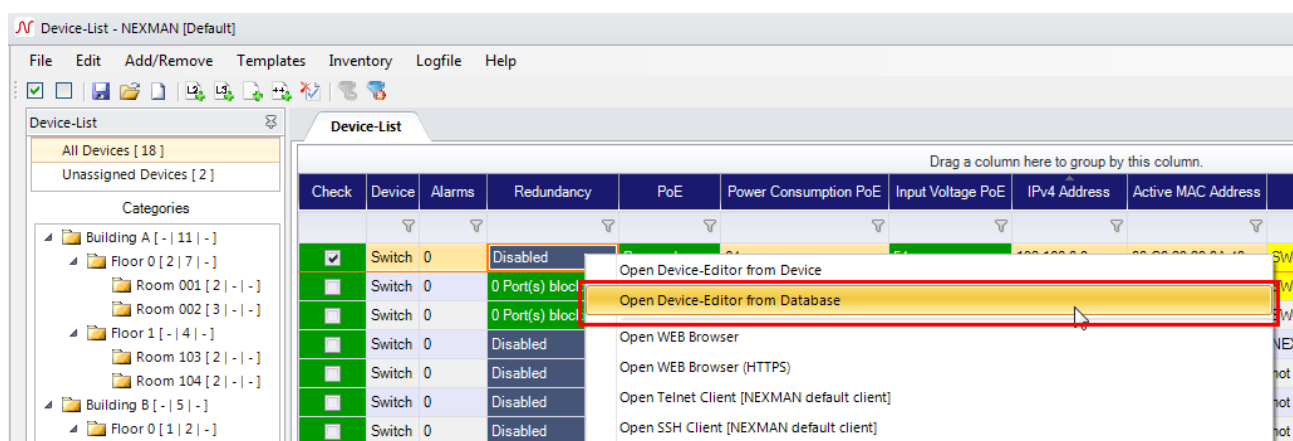 Device-List - NEXMAN [Default]
File Edit Add/Remove Templates Inventory Logfile Help
Device-List
All Devices [ 18 ]
Unassigned Devices [ 2 ]
Categories
Building A [ - | 11 | - ]
Floor 0 [ 2 | 7 | - ]
Room 001 [ 2 | - | - ]
Room 002 [ 3 | - | - ]
Floor 1 [ - | 4 | - ]
Room 103 [ 2 | - | - ]
Room 104 [ 2 | - | - ]
Building B [ - | 5 | - ]
Floor 0 [ 1 | 2 | - ]
Device-List
Drag a column here to group by this column.
Check Device Alarms Redundancy PoE Power Consumption PoE Input Voltage PoE IPv4 Address Active MAC Address
Switch 0 Disabled SW
Switch 0 0 Port(s) block
Switch 0 0 Port(s) block SW
Switch 0 Disabled NEX
Switch 0 Disabled not
Switch 0 Disabled not
Switch 0 Disabled not
Open Device-Editor from Device
Open Device-Editor from Database
Open WEB Browser
Open WEB Browser (HTTPS)
Open Telnet Client [NEXMAN default client]
Open SSH Client [NEXMAN default client]